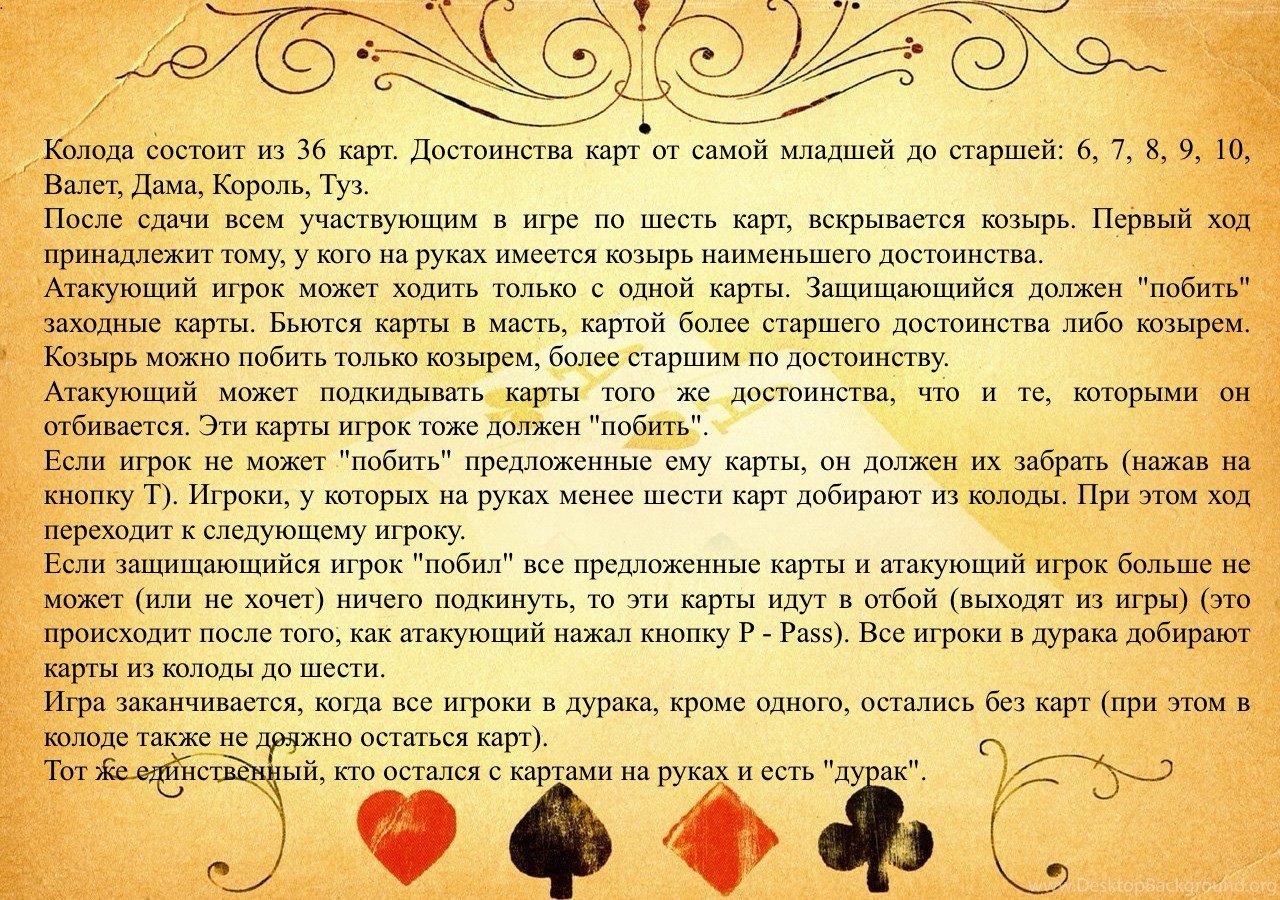 Колода состоит из 36 карт. Достоинства карт от самой младшей до старшей: 6, 7, 8, 9, 10,
Валет, Дама, Король, Туз.
После сдачи всем участвующим в игре по шесть карт, вскрывается козырь. Первый ход
принадлежит тому, у кого на руках имеется козырь наименьшего достоинства.
Атакующий игрок может ходить только с одной карты. Защищающийся должен "побить"
заходные карты. Бьются карты в масть, картой более старшего достоинства либо козырем.
Козырь можно побить только козырем, более старшим по достоинству.
Атакующий может подкидывать карты того же достоинства, что и те, которыми он
отбивается. Эти карты игрок тоже должен "побить".
Если игрок не может "побить" предложенные ему карты, он должен их забрать (нажав на
кнопку Т). Игроки, у которых на руках менее шести карт добирают из колоды. При этом ход
переходит к следующему игроку.
Если защищающийся игрок "побил" все предложенные карты и атакующий игрок больше не
может (или не хочет) ничего подкинуть, то эти карты идут в отбой (выходят из игры) (это
происходит после того, как атакующий нажал кнопку P - Pass). Все игроки в дурака добирают
карты из колоды до шести.
Игра заканчивается, когда все игроки в дурака, кроме одного, остались без карт (при этом в
колоде также не должно остаться карт).
Тот же единственный, кто остался с картами на руках и есть "дурак".
www.DesktopBackground.org